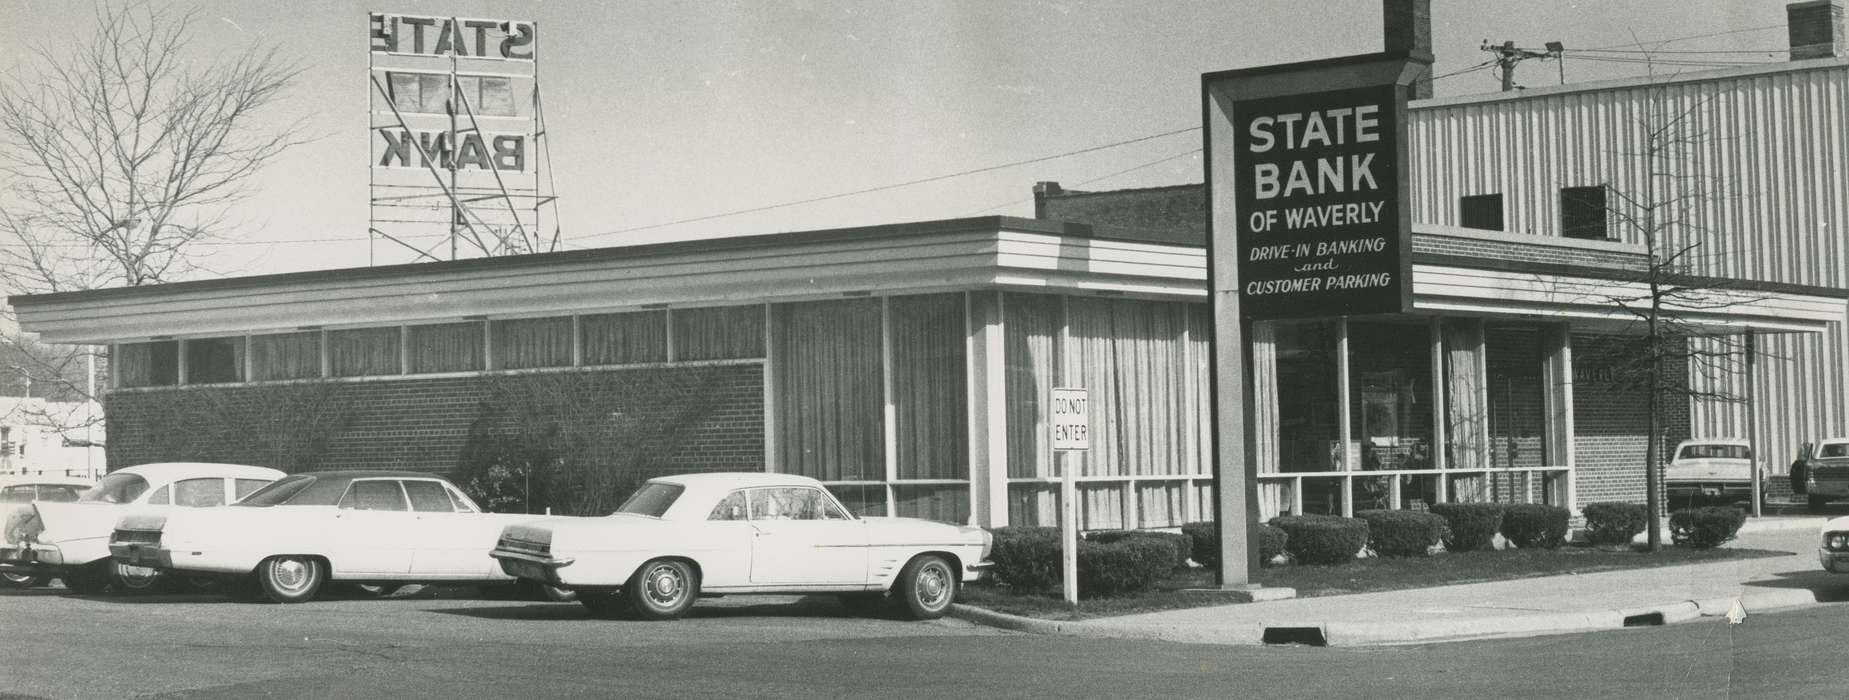 STATE
BANK
STATE
BANK
OF WAVERLY
DRIVE-IN BANKING
and
CUSTOMER PARKING
DO NOT
ENTER
WAVERLY